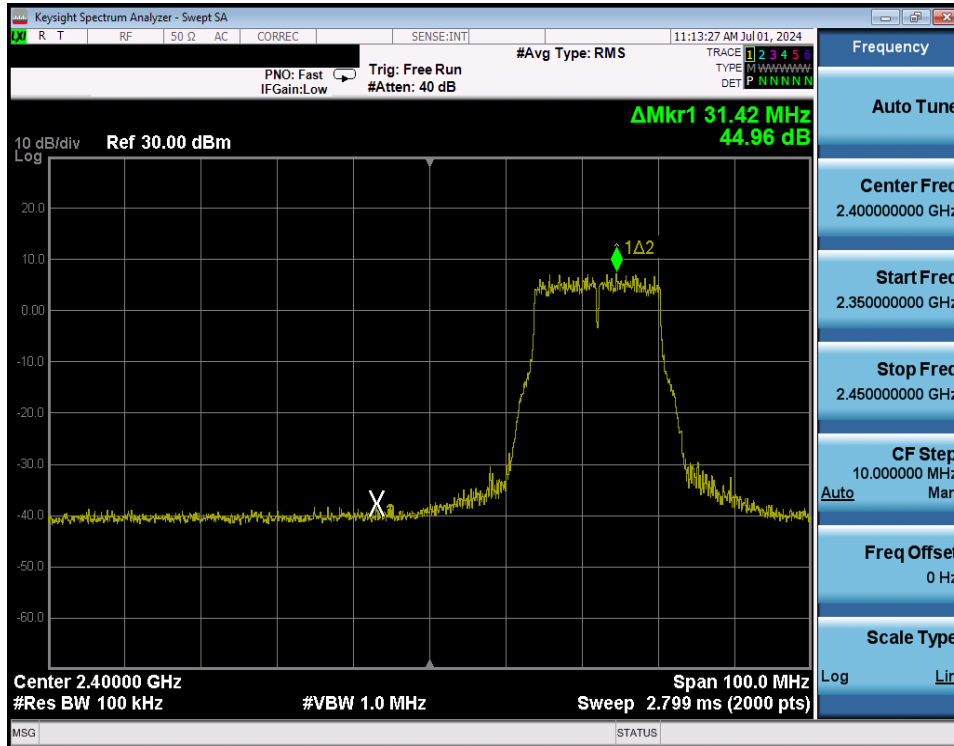 Keysight Spectrum Analyzer - Swept SA
LXI R T RF 50 Ω AC CORREC SENSE:INT 11:13:27 AM Jul 01, 2024
PNO: Fast
IFGain:Low
Trig: Free Run
#Atten: 40 dB
#Avg Type: RMS
TRACE 1 2 3 4 5 6
TYPE M W W W W W
DET P N N N N N
ΔMkr1 31.42 MHz
44.96 dB
10 dB/div
Log
Ref 30.00 dBm
20.0
10.0
0.00
-10.0
-20.0
-30.0
-40.0
-50.0
-60.0
1Δ2
X
Center 2.40000 GHz
#Res BW 100 kHz
#VBW 1.0 MHz
Span 100.0 MHz
Sweep 2.799 ms (2000 pts)
MSG
STATUS
Frequency
Auto Tune
Center Freq
2.400000000 GHz
Start Freq
2.350000000 GHz
Stop Freq
2.450000000 GHz
CF Step
10.000000 MHz
Auto Man
Freq Offset
0 Hz
Scale Type
Log Lin